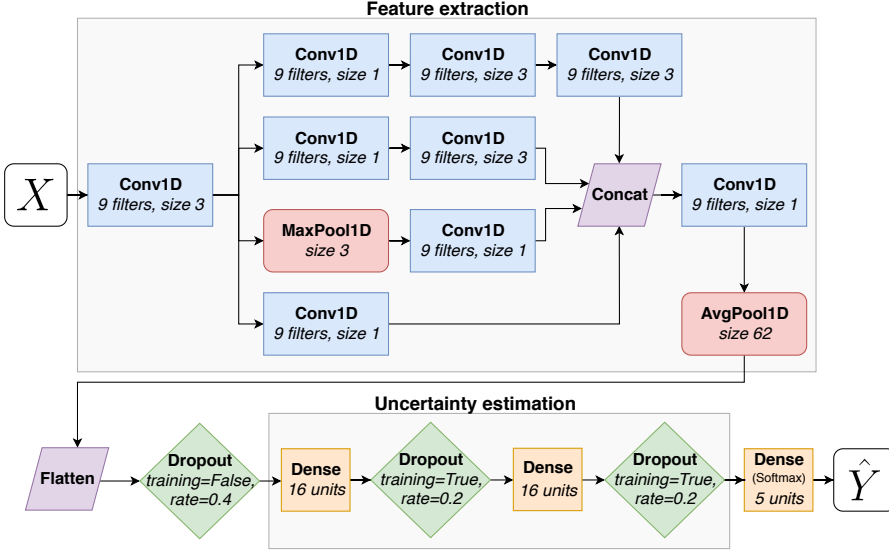 Feature extraction
Conv1D
9 filters, size 1
Conv1D
9 filters, size 3
Conv1D
9 filters, size 3
Conv1D
9 filters, size 1
Conv1D
9 filters, size 3
X
Conv1D
9 filters, size 3
Concat
Conv1D
9 filters, size 1
MaxPool1D
size 3
Conv1D
9 filters, size 1
Conv1D
9 filters, size 1
AvgPool1D
size 62
Uncertainty estimation
Flatten
Dropout
training=False,
rate=0.4
Dense
16 units
Dropout
training=True,
rate=0.2
Dense
16 units
Dropout
training=True,
rate=0.2
Dense
(Softmax)
5 units
Ŷ